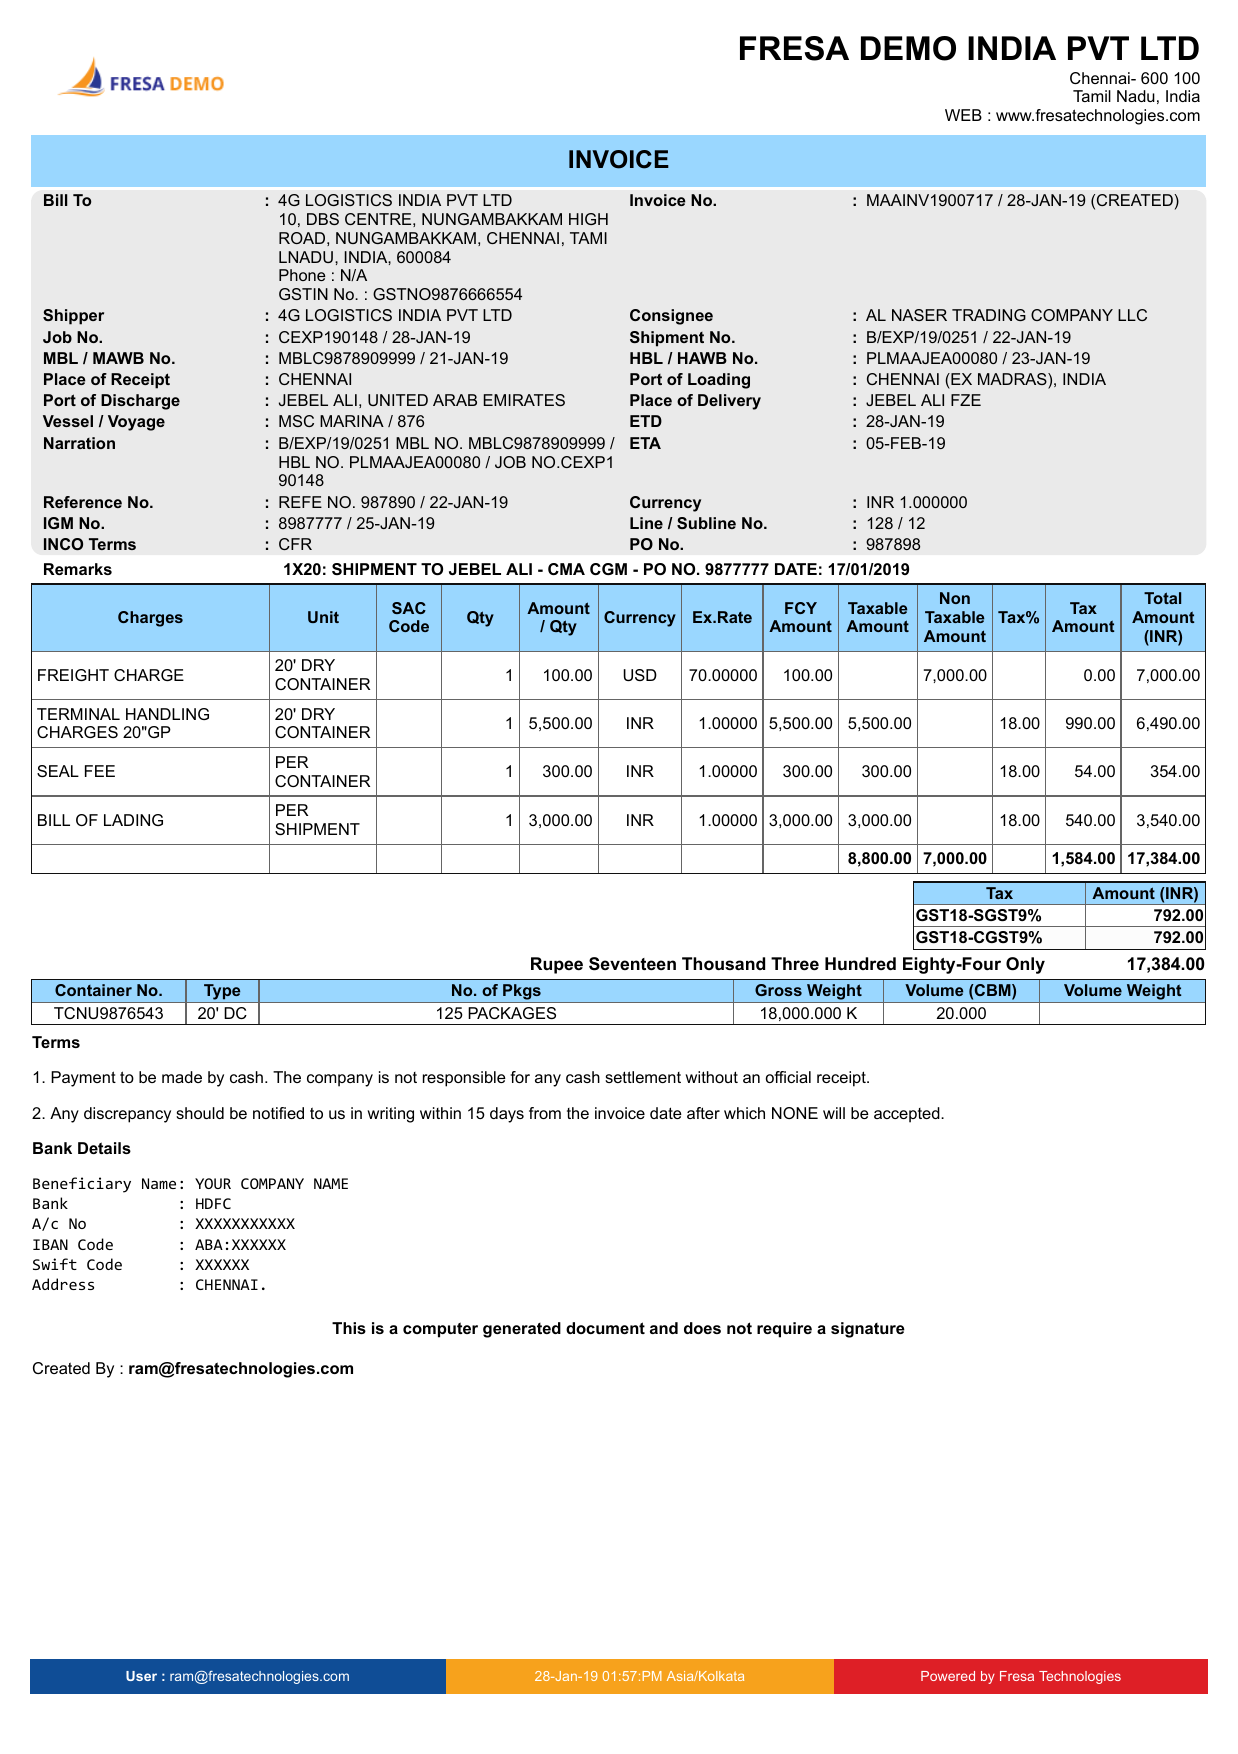 FRESA DEMO
FRESA DEMO INDIA PVT LTD
Chennai- 600 100
Tamil Nadu, India
WEB : www.fresatechnologies.com
INVOICE
Bill To : 4G LOGISTICS INDIA PVT LTD Invoice No. : MAAINV1900717 / 28-JAN-19 (CREATED)
10, DBS CENTRE, NUNGAMBAKKAM HIGH
ROAD, NUNGAMBAKKAM, CHENNAI, TAMI
LNADU, INDIA, 600084
Phone : N/A
GSTIN No. : GSTNO9876666554
Shipper : 4G LOGISTICS INDIA PVT LTD Consignee : AL NASER TRADING COMPANY LLC
Job No. : CEXP190148 / 28-JAN-19 Shipment No. : B/EXP/19/0251 / 22-JAN-19
MBL / MAWB No. : MBLC9878909999 / 21-JAN-19 HBL / HAWB No. : PLMAAJEA00080 / 23-JAN-19
Place of Receipt : CHENNAI Port of Loading : CHENNAI (EX MADRAS), INDIA
Port of Discharge : JEBEL ALI, UNITED ARAB EMIRATES Place of Delivery : JEBEL ALI FZE
Vessel / Voyage : MSC MARINA / 876 ETD : 28-JAN-19
Narration : B/EXP/19/0251 MBL NO. MBLC9878909999 / ETA : 05-FEB-19
HBL NO. PLMAAJEA00080 / JOB NO.CEXP1
90148
Reference No. : REFE NO. 987890 / 22-JAN-19 Currency : INR 1.000000
IGM No. : 8987777 / 25-JAN-19 Line / Subline No. : 128 / 12
INCO Terms : CFR PO No. : 987898
Remarks 1X20: SHIPMENT TO JEBEL ALI - CMA CGM - PO NO. 9877777 DATE: 17/01/2019
Charges Unit SAC Code Qty Amount / Qty Currency Ex.Rate FCY Amount Taxable Amount Non Taxable Amount Tax% Tax Amount Total Amount (INR)
FREIGHT CHARGE 20' DRY CONTAINER 1 100.00 USD 70.00000 100.00 7,000.00 0.00 7,000.00
TERMINAL HANDLING CHARGES 20"GP 20' DRY CONTAINER 1 5,500.00 INR 1.00000 5,500.00 5,500.00 18.00 990.00 6,490.00
SEAL FEE PER CONTAINER 1 300.00 INR 1.00000 300.00 300.00 18.00 54.00 354.00
BILL OF LADING PER SHIPMENT 1 3,000.00 INR 1.00000 3,000.00 3,000.00 18.00 540.00 3,540.00
8,800.00 7,000.00 1,584.00 17,384.00
Tax Amount (INR)
GST18-SGST9% 792.00
GST18-CGST9% 792.00
Rupee Seventeen Thousand Three Hundred Eighty-Four Only 17,384.00
Container No. Type No. of Pkgs Gross Weight Volume (CBM) Volume Weight
TCNU9876543 20' DC 125 PACKAGES 18,000.000 K 20.000
Terms
1. Payment to be made by cash. The company is not responsible for any cash settlement without an official receipt.
2. Any discrepancy should be notified to us in writing within 15 days from the invoice date after which NONE will be accepted.
Bank Details
Beneficiary Name: YOUR COMPANY NAME
Bank : HDFC
A/c No : XXXXXXXXXXX
IBAN Code : ABA:XXXXXX
Swift Code : XXXXXX
Address : CHENNAI.
This is a computer generated document and does not require a signature
Created By : ram@fresatechnologies.com
User : ram@fresatechnologies.com 28-Jan-19 01:57:PM Asia/Kolkata Powered by Fresa Technologies